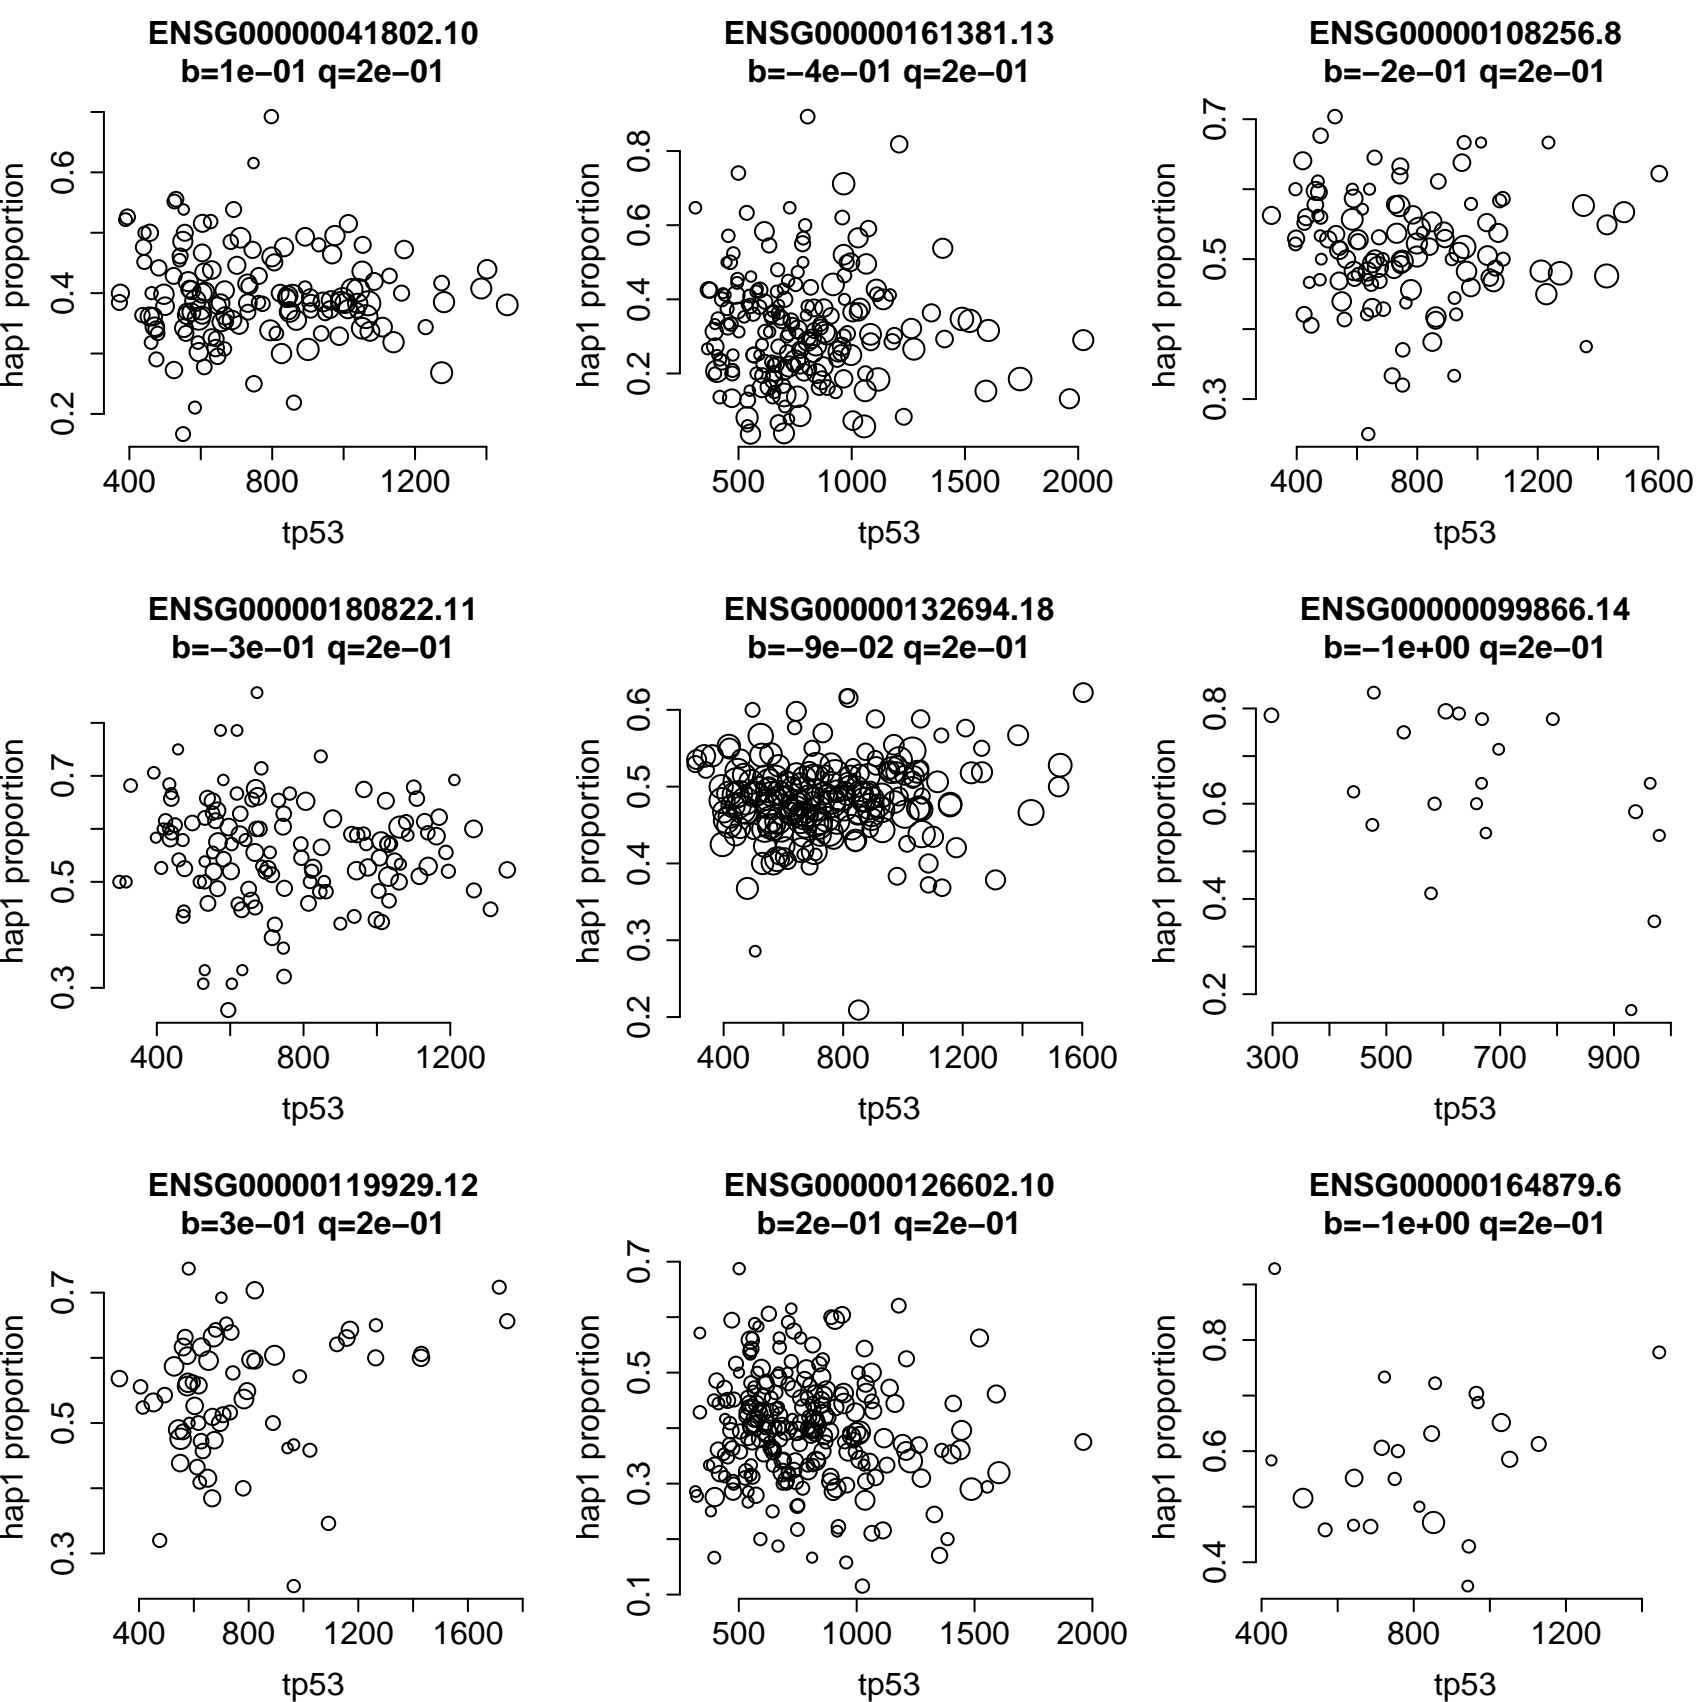 ENSG00000041802.10
b=1e−01 q=2e−01
hap1 proportion
0.2 0.4 0.6
400 800 1200
tp53
ENSG00000161381.13
b=−4e−01 q=2e−01
hap1 proportion
0.2 0.4 0.6 0.8
500 1000 1500 2000
tp53
ENSG00000108256.8
b=−2e−01 q=2e−01
hap1 proportion
0.3 0.5 0.7
400 800 1200 1600
tp53
ENSG00000180822.11
b=−3e−01 q=2e−01
hap1 proportion
0.3 0.5 0.7
400 800 1200
tp53
ENSG00000132694.18
b=−9e−02 q=2e−01
hap1 proportion
0.2 0.3 0.4 0.5 0.6
400 800 1200 1600
tp53
ENSG00000099866.14
b=−1e+00 q=2e−01
hap1 proportion
0.2 0.4 0.6 0.8
300 500 700 900
tp53
ENSG00000119929.12
b=3e−01 q=2e−01
hap1 proportion
0.3 0.5 0.7
400 800 1200 1600
tp53
ENSG00000126602.10
b=2e−01 q=2e−01
hap1 proportion
0.1 0.3 0.5 0.7
500 1000 1500 2000
tp53
ENSG00000164879.6
b=−1e+00 q=2e−01
hap1 proportion
0.4 0.6 0.8
400 800 1200
tp53